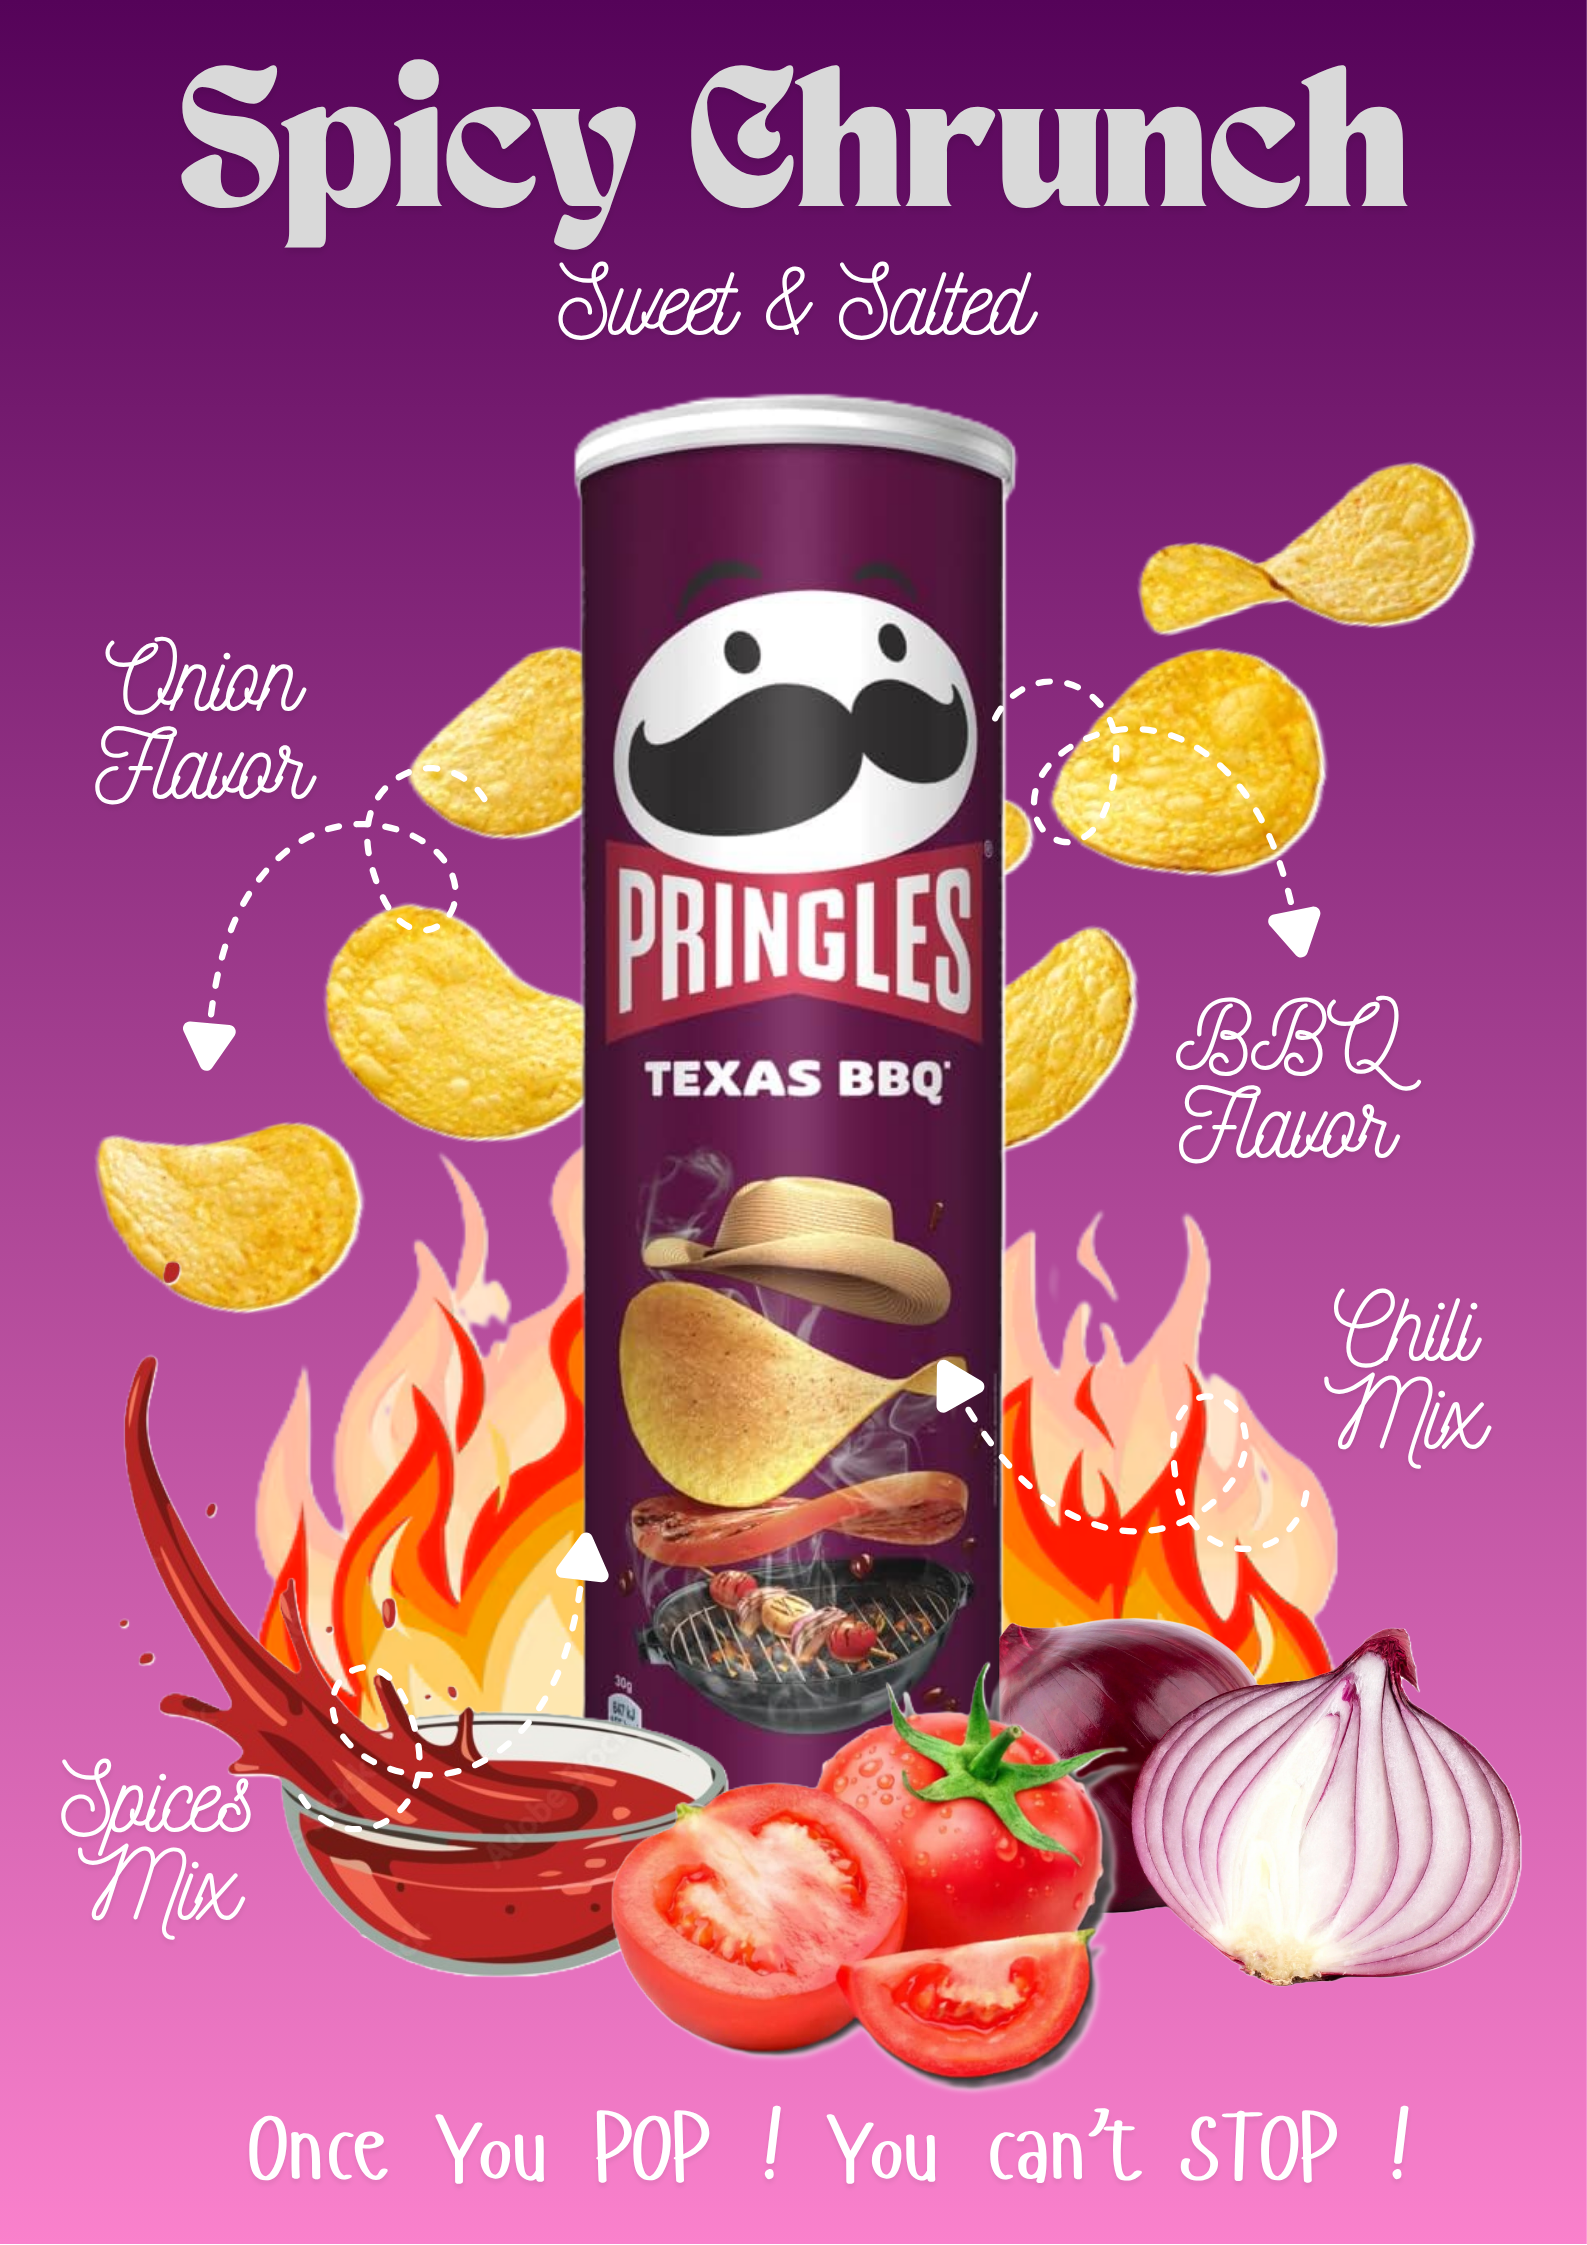 Spicy Chrunch
Sweet & Salted
Onion
Flavor
PRINGLES
®
TEXAS BBQ
BBQ
Flavor
Chili
Mix
30g
Spices
Mix
Once You POP ! You can't STOP !